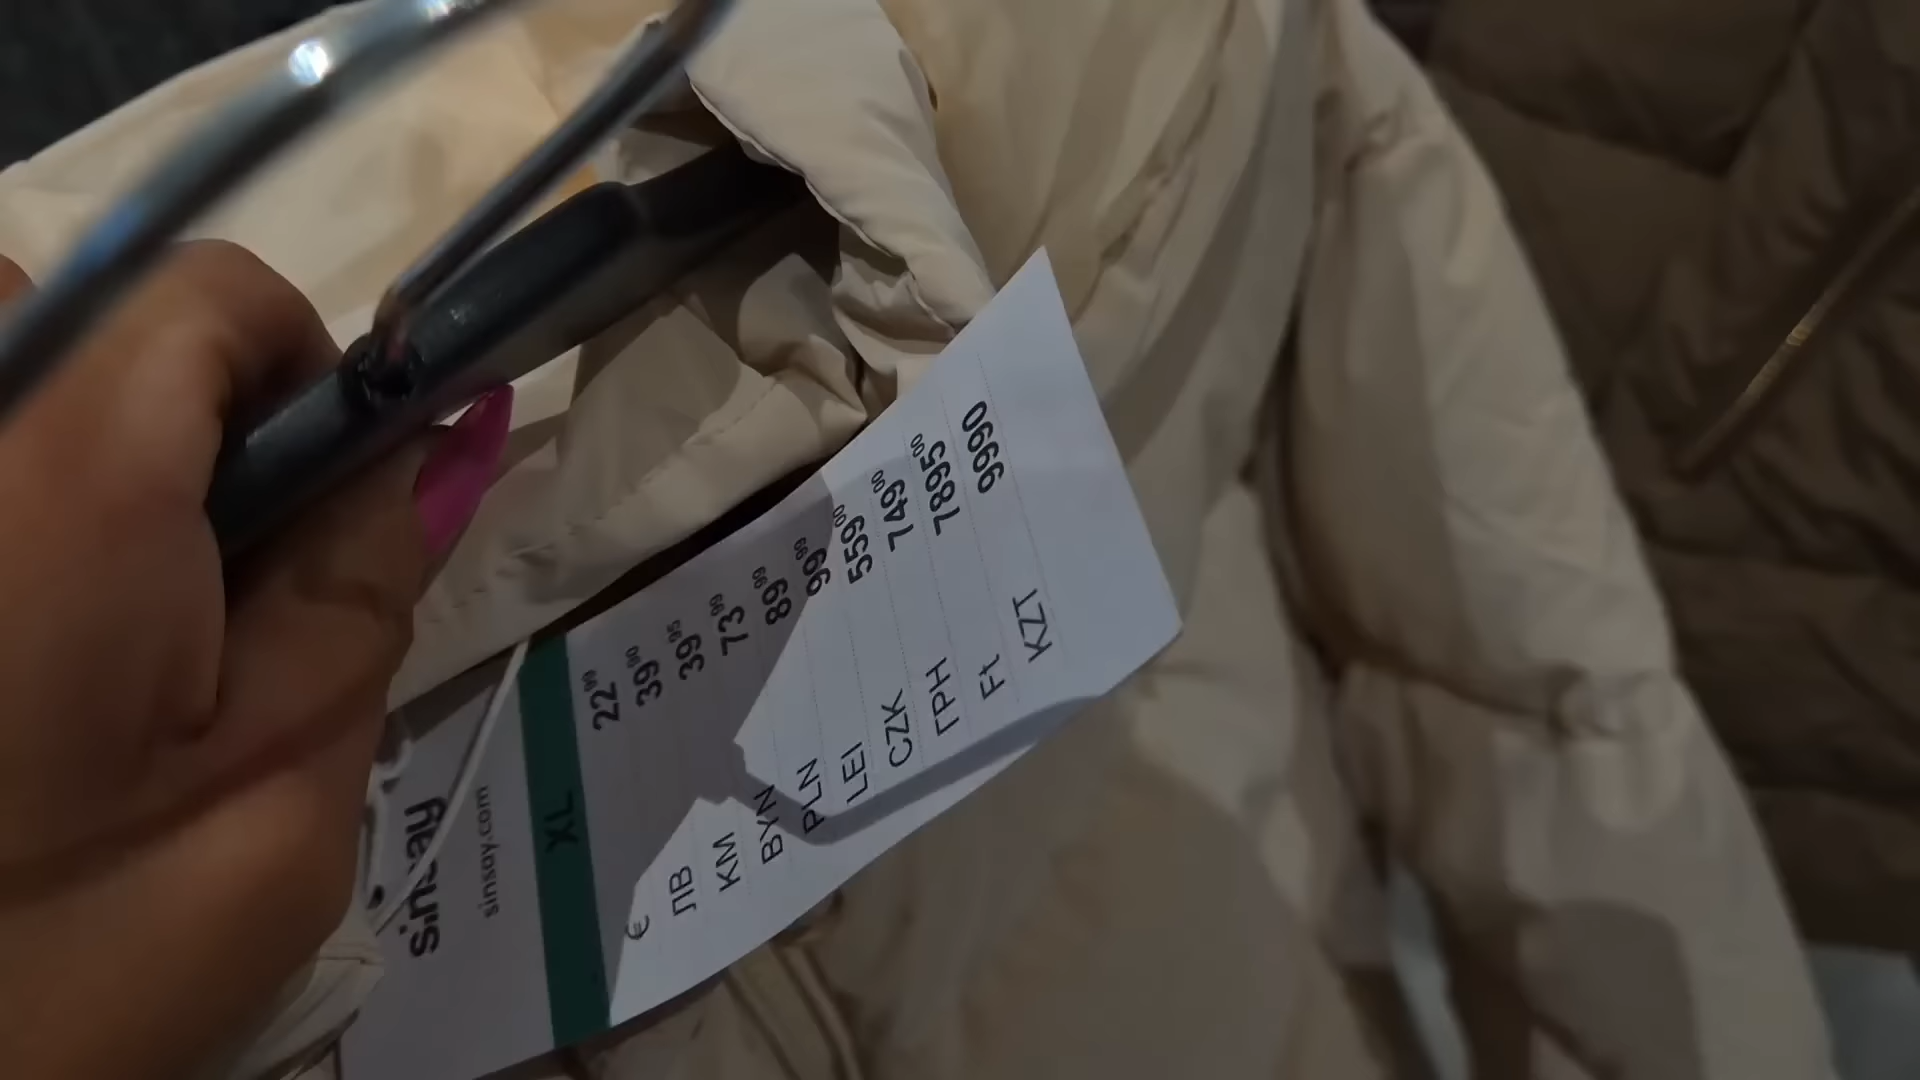 sinsay
sinsay.com
XL
€ 22⁹⁹
ЛВ 39⁹⁰
KM 39⁹⁵
BYN 73⁹⁹
PLN 89⁹⁹
LEI 99⁹⁹
CZK 559⁰⁰
ГРН 749⁰⁰
Ft 7895⁰⁰
KZT 9990